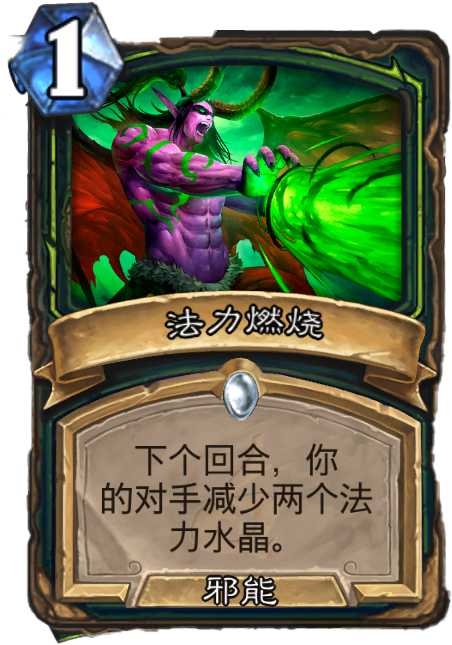 1
法力燃烧
下个回合，你
的对手减少两个法
力水晶。
邪能